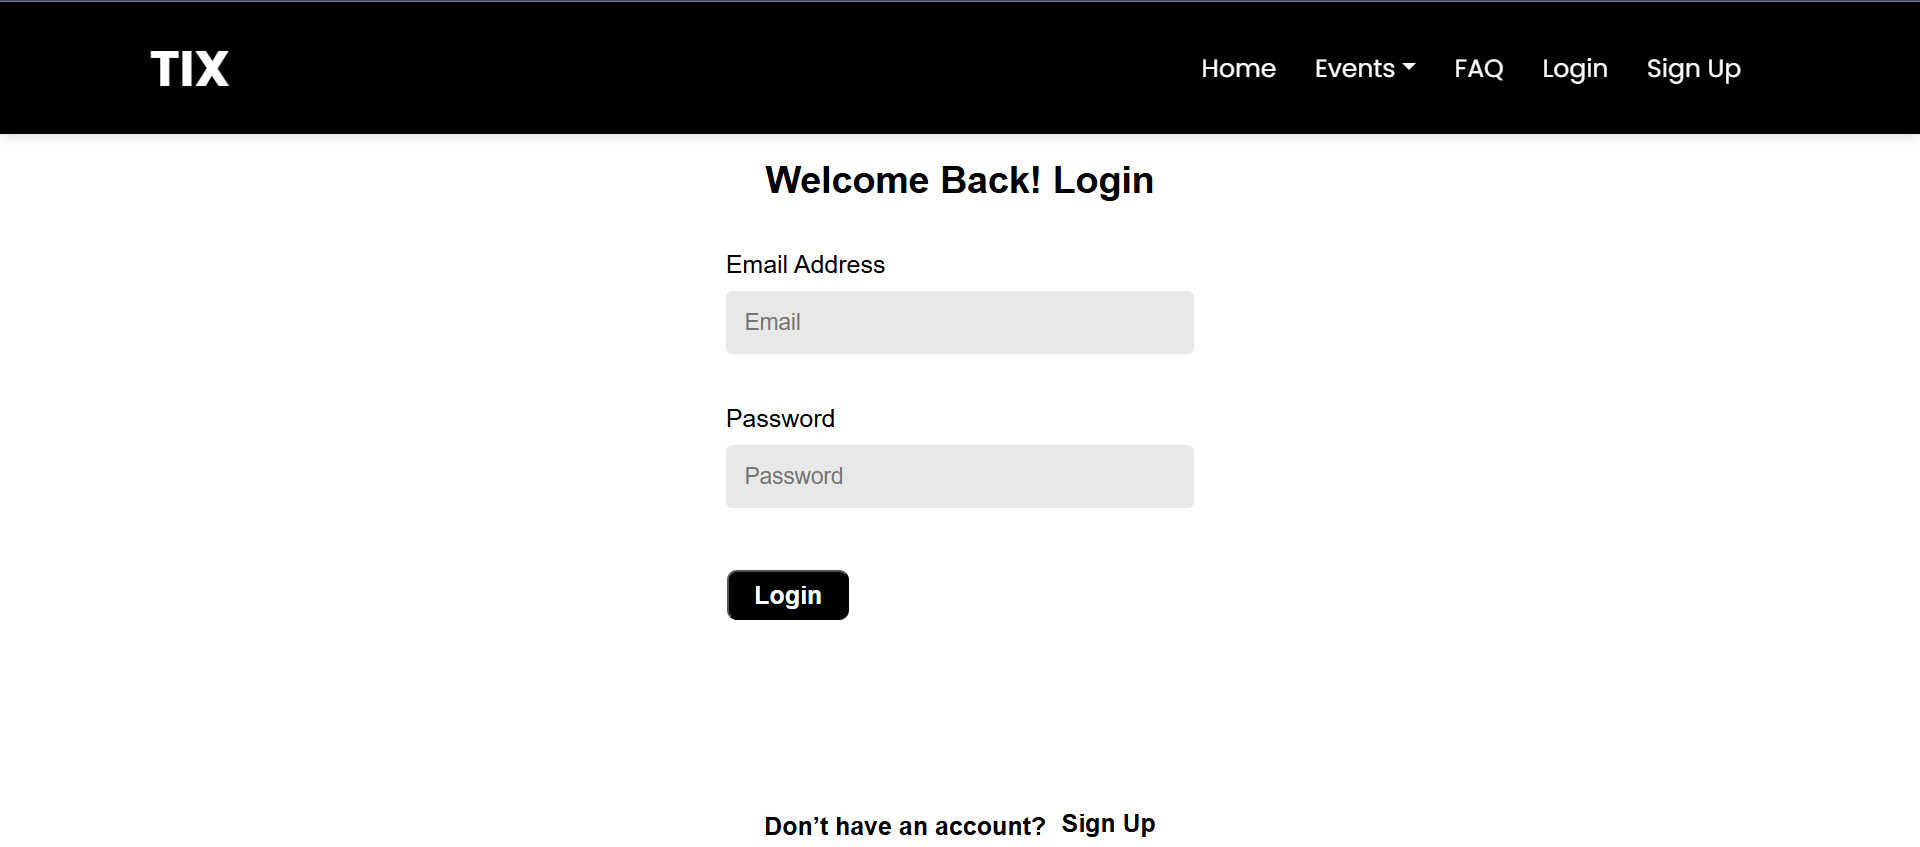 TIX Home Events FAQ Login Sign Up
Welcome Back! Login
Email Address
Email
Password
Password
Login
Don’t have an account? Sign Up